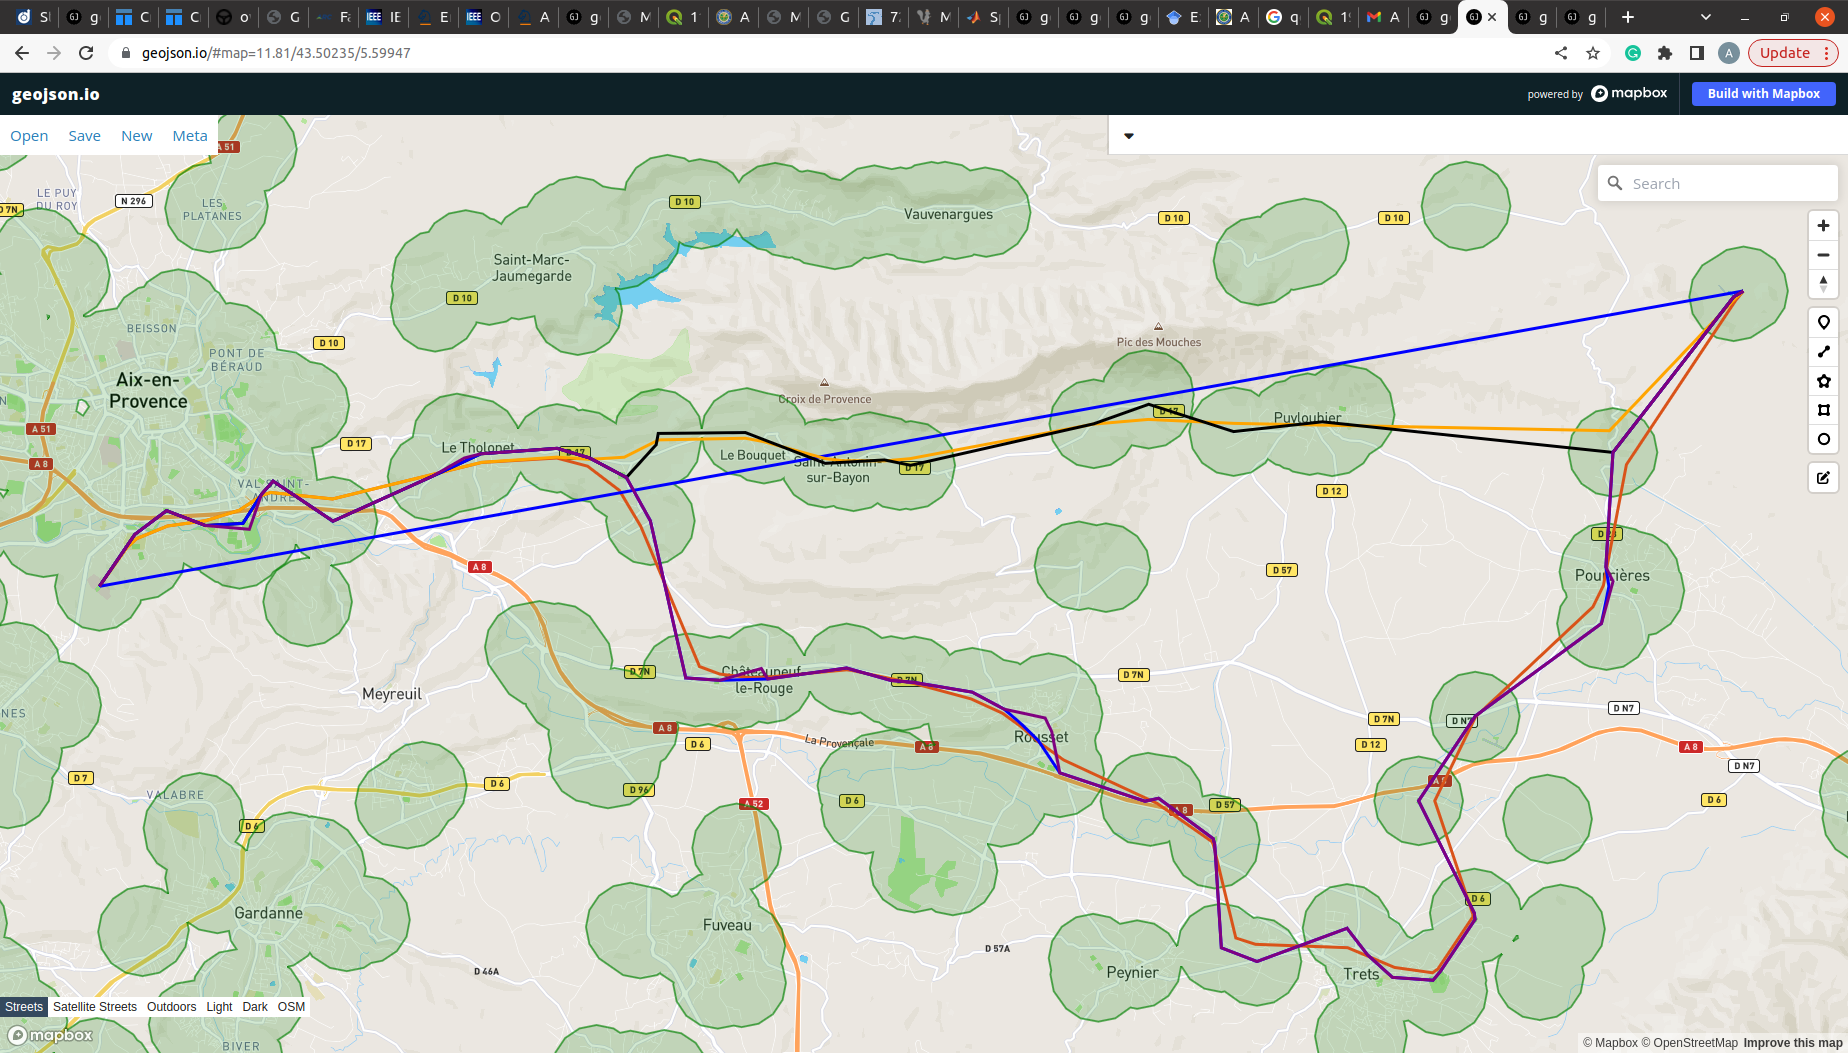 geojson.io/#map=11.81/43.50235/5.59947
Update
geojson.io
powered by mapbox
Build with Mapbox
Open Save New Meta
Search
A 51
LE PUY
DU ROY
N 296
LES
PLATANES
D 7N
D 10
Vauvenargues
D 10
D 10
Saint-Marc-
Jaumegarde
D 10
BEISSON
D 10
PONT DE
BÉRAUD
Pic des Mouches
Aix-en-
Provence
Croix de Provence
A 51
D 17
D 17
Puyloubier
Le Tholonet
D 17
Le Bouquet
Saint-Antonin-
sur-Bayon
D 17
A 8
VAL SAINT-
ANDRÉ
D 12
D 21
A 8
D 57
Pourrières
D 7N
Châteauneuf-
le-Rouge
D 7N
D 7N
Meyreuil
D N7
D 7N
D N7
A 8
D 6
La Provençale
A 8
Rousset
D 12
A 8
D N7
D 7
VALABRE
D 6
D 96
A 52
D 6
D 57
A 8
A 8
D 6
D 6
Gardanne
Fuveau
D 6
D 57A
D 46A
Peynier
Trets
Streets Satellite Streets Outdoors Light Dark OSM
mapbox
BIVER
© Mapbox © OpenStreetMap Improve this map